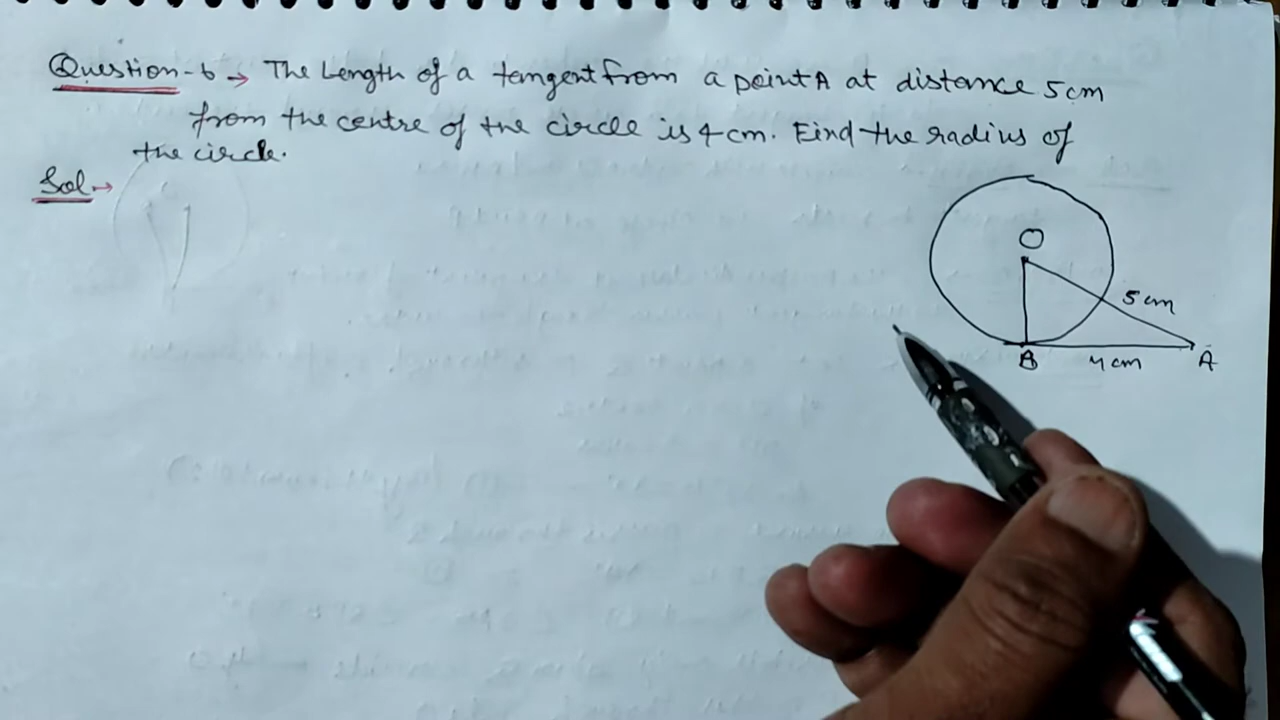 Question-6 → The Length of a tangent from a point A at distance 5cm
from the centre of the circle is 4cm. Find the radius of
the circle.
Sol→
O
5cm
B 4cm A